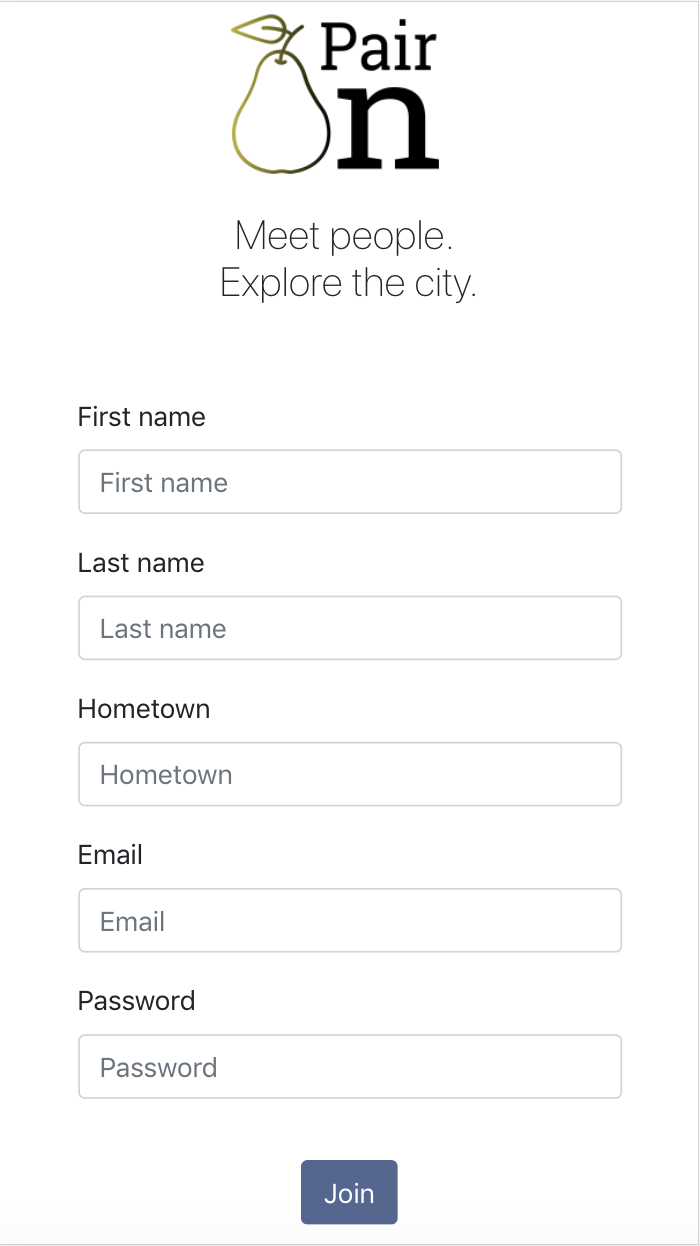 Pair
n
Meet people.
Explore the city.
First name
First name
Last name
Last name
Hometown
Hometown
Email
Email
Password
Password
Join